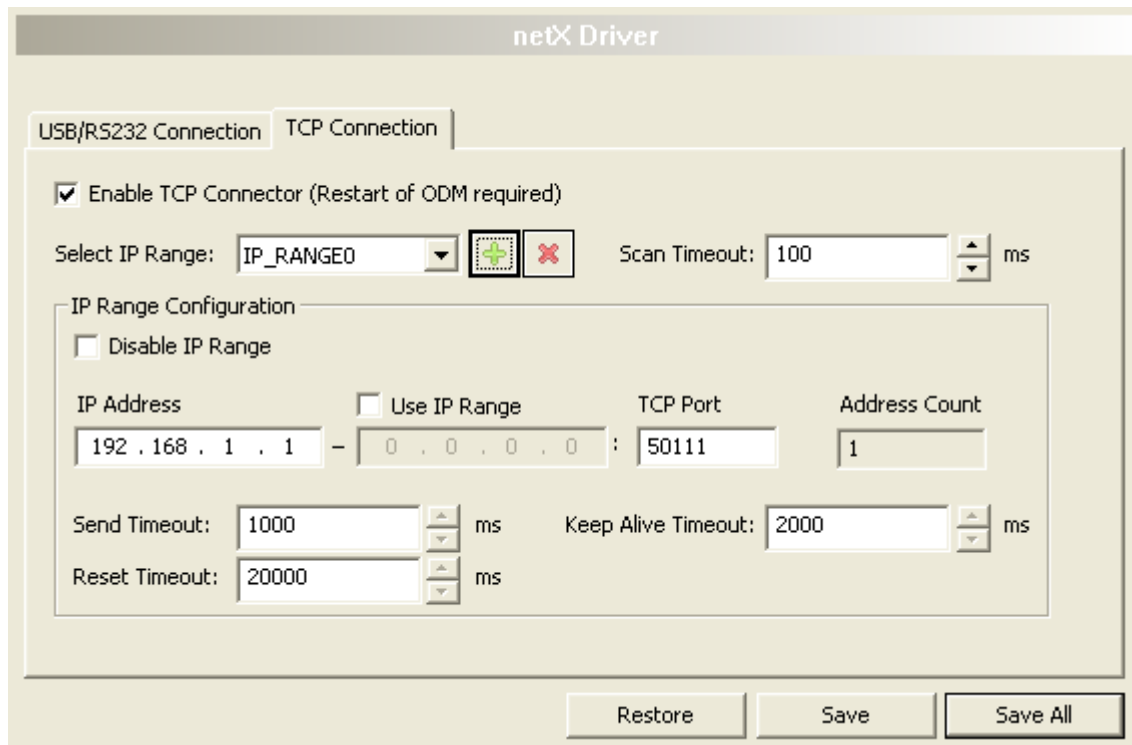 netX Driver
USB/RS232 Connection TCP Connection
Enable TCP Connector (Restart of ODM required)
Select IP Range: IP_RANGE0 Scan Timeout: 100 ms
IP Range Configuration
Disable IP Range
IP Address Use IP Range TCP Port Address Count
192 . 168 . 1 . 1 – 0 . 0 . 0 . 0 : 50111 1
Send Timeout: 1000 ms Keep Alive Timeout: 2000 ms
Reset Timeout: 20000 ms
Restore Save Save All